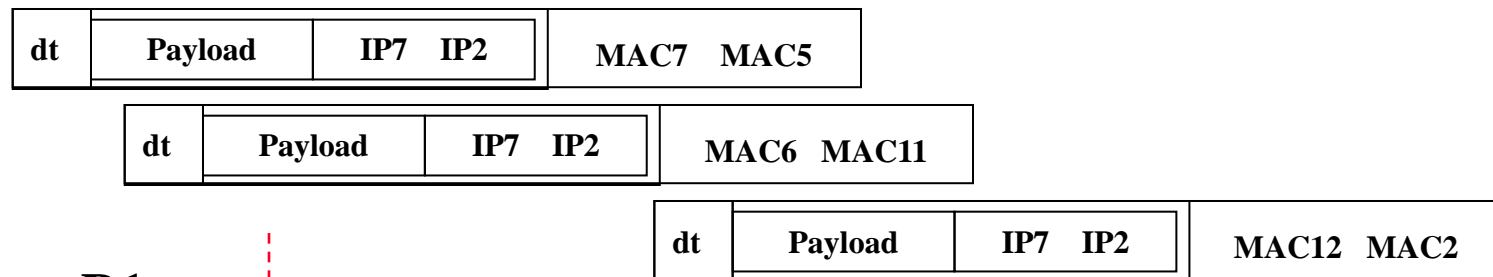 dt Payload IP7 IP2 MAC7 MAC5
dt Payload IP7 IP2 MAC6 MAC11
dt Payload IP7 IP2 MAC12 MAC2